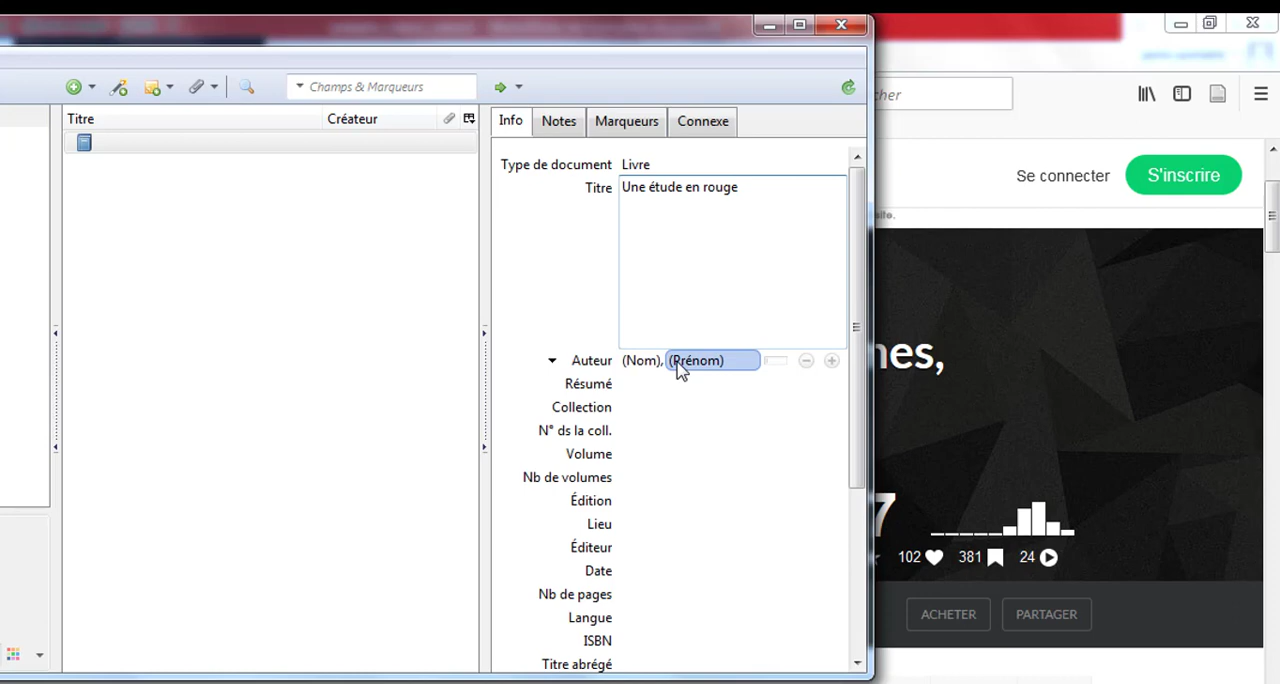 Champs & Marqueurs
cher
Titre
Créateur
Info
Notes
Marqueurs
Connexe
Type de document Livre
Titre Une étude en rouge
Auteur (Nom), (Prénom)
Résumé
Collection
N° ds la coll.
Volume
Nb de volumes
Édition
Lieu
Éditeur
Date
Nb de pages
Langue
ISBN
Titre abrégé
Se connecter
S'inscrire
site.
nes,
7
102
381
24
ACHETER
PARTAGER